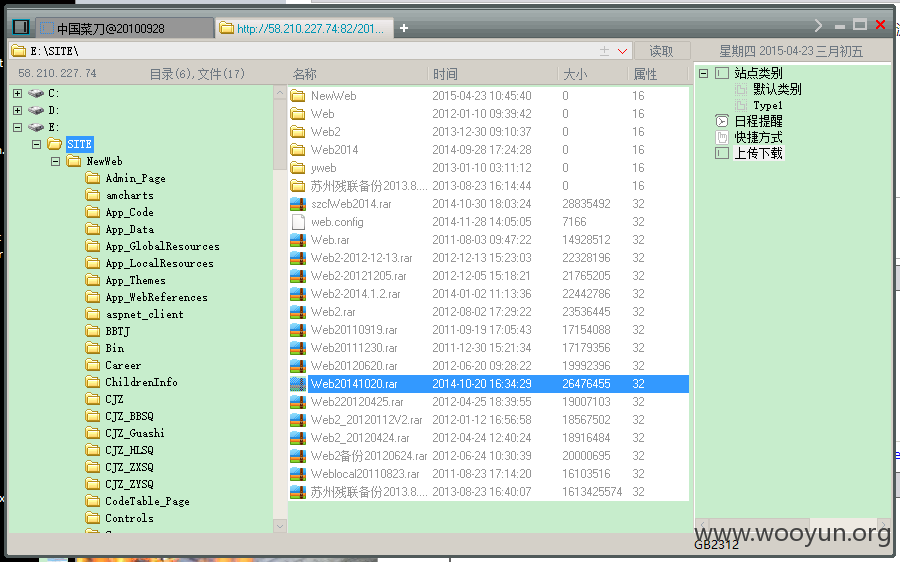 中国菜刀@20100928
http://58.210.227.74:82/201...
E:\SITE\
读取
星期四 2015-04-23 三月初五
58.210.227.74
目录(6),文件(17)
名称 时间 大小 属性
C:
D:
E:
SITE
NewWeb
Admin_Page
amcharts
App_Code
App_Data
App_GlobalResources
App_LocalResources
App_Themes
App_WebReferences
aspnet_client
BBTJ
Bin
Career
ChildrenInfo
CJZ
CJZ_BBSQ
CJZ_Guashi
CJZ_HLSQ
CJZ_ZXSQ
CJZ_ZYSQ
CodeTable_Page
Controls
NewWeb 2015-04-23 10:45:40 0 16
Web 2012-01-10 09:39:42 0 16
Web2 2013-12-30 09:10:37 0 16
Web2014 2014-09-28 17:24:28 0 16
yweb 2013-01-10 03:11:12 0 16
苏州残联备份2013.8.... 2013-08-23 16:14:44 0 16
szclWeb2014.rar 2014-10-30 18:03:24 28835492 32
web.config 2014-11-28 14:05:05 7166 32
Web.rar 2011-08-03 09:47:22 14928512 32
Web2-2012-12-13.rar 2012-12-13 15:23:03 22328196 32
Web2-20121205.rar 2012-12-05 15:18:21 21765205 32
Web2-2014.1.2.rar 2014-01-02 11:13:36 22442786 32
Web2.rar 2012-08-02 17:29:22 23536445 32
Web20110919.rar 2011-09-19 17:05:43 17154088 32
Web20111230.rar 2011-12-30 15:21:34 17179356 32
Web20120620.rar 2012-06-20 09:28:22 19992396 32
Web20141020.rar 2014-10-20 16:34:29 26476455 32
Web220120425.rar 2012-04-25 18:39:55 19007103 32
Web2_20120112V2.rar 2012-01-12 16:56:58 18567502 32
Web2_20120424.rar 2012-04-24 12:40:24 18916484 32
Web2备份20120624.rar 2012-06-24 10:30:39 20000695 32
Weblocal20110823.rar 2011-08-23 17:14:20 16103516 32
苏州残联备份2013.8.... 2013-08-23 16:40:07 1613425574 32
站点类别
默认类别
Type1
日程提醒
快捷方式
上传下载
www.wooyun.org
GB2312